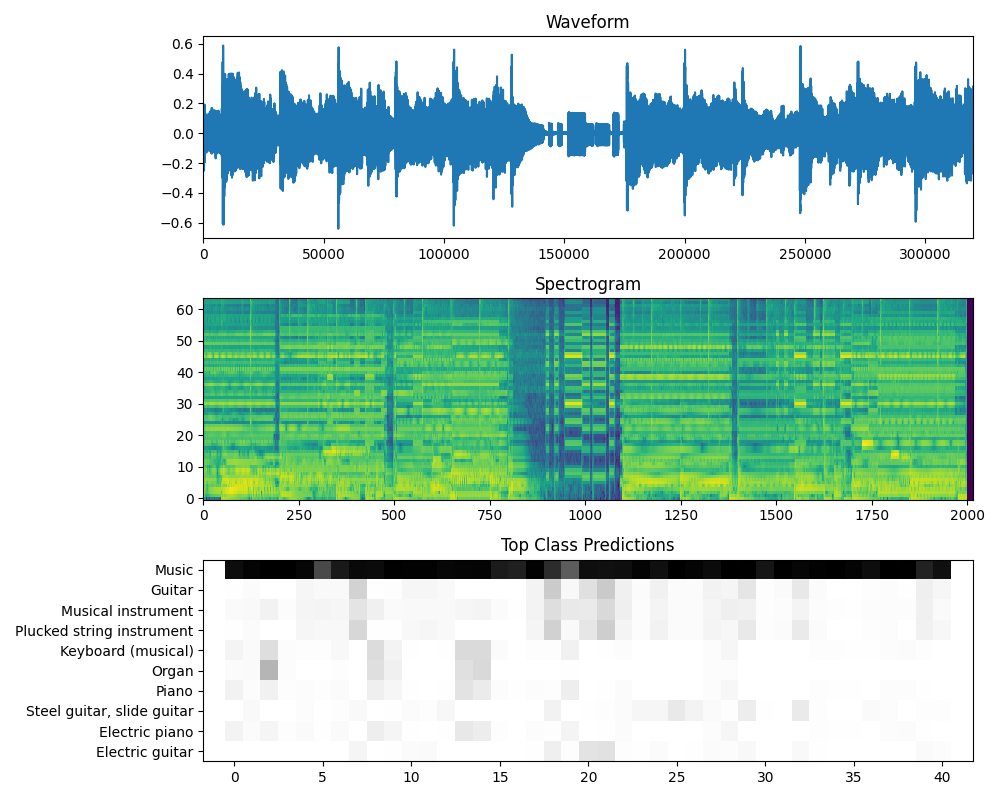 Waveform
0.6
0.4
0.2
0.0
−0.2
−0.4
−0.6
0 50000 100000 150000 200000 250000 300000
Spectrogram
60
50
40
30
20
10
0
0 250 500 750 1000 1250 1500 1750 2000
Top Class Predictions
Music
Guitar
Musical instrument
Plucked string instrument
Keyboard (musical)
Organ
Piano
Steel guitar, slide guitar
Electric piano
Electric guitar
0 5 10 15 20 25 30 35 40